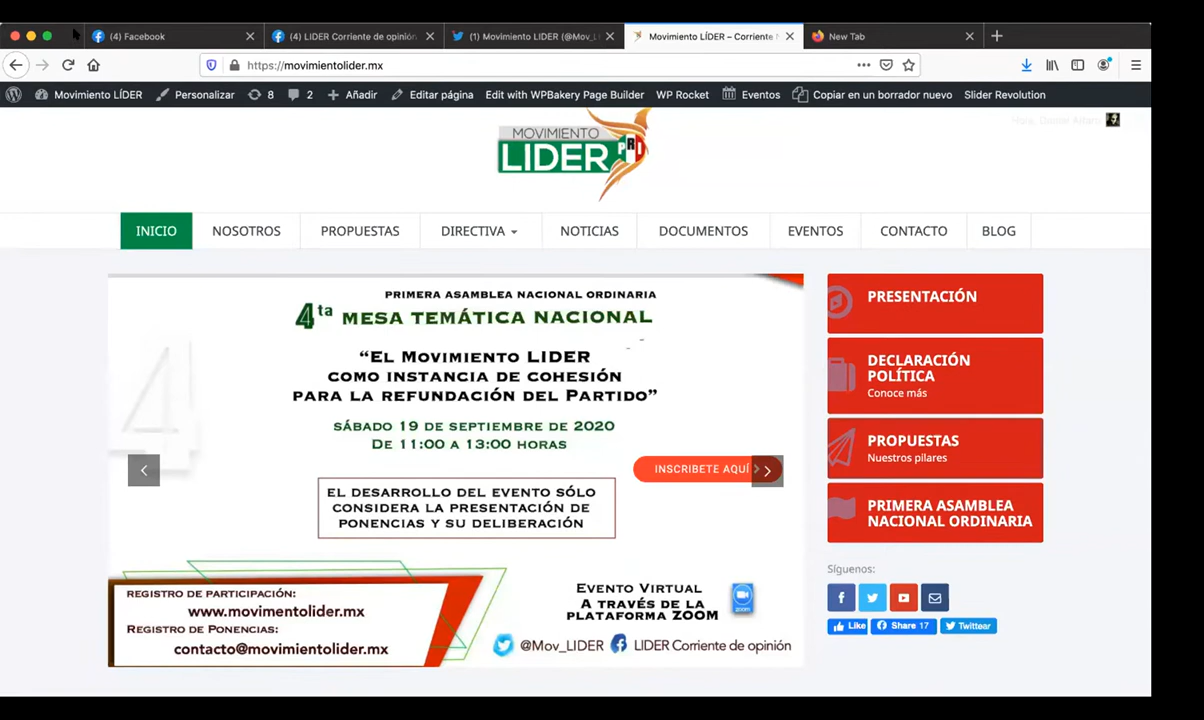 (4) Facebook
(4) LIDER Corriente de opinión
(1) Movimiento LÍDER (@Mov_L
Movimiento LÍDER – Corriente
New Tab
https://movimientolider.mx
Movimiento LÍDER
Personalizar
8
2
Añadir
Editar página
Edit with WPBakery Page Builder
WP Rocket
Eventos
Copiar en un borrador nuevo
Slider Revolution
MOVIMIENTO
LIDER
PRI
INICIO
NOSOTROS
PROPUESTAS
DIRECTIVA
NOTICIAS
DOCUMENTOS
EVENTOS
CONTACTO
BLOG
PRIMERA ASAMBLEA NACIONAL ORDINARIA
4ta MESA TEMÁTICA NACIONAL
4
“EL MOVIMIENTO LIDER
COMO INSTANCIA DE COHESIÓN
PARA LA REFUNDACIÓN DEL PARTIDO”
SÁBADO 19 DE SEPTIEMBRE DE 2020
DE 11:00 A 13:00 HORAS
INSCRIBETE AQUÍ
EL DESARROLLO DEL EVENTO SÓLO
CONSIDERA LA PRESENTACIÓN DE
PONENCIAS Y SU DELIBERACIÓN
REGISTRO DE PARTICIPACIÓN:
www.movimentolider.mx
REGISTRO DE PONENCIAS:
contacto@movimientolider.mx
EVENTO VIRTUAL
A TRAVÉS DE LA
PLATAFORMA ZOOM
zoom
@Mov_LIDER
LIDER Corriente de opinión
PRESENTACIÓN
DECLARACIÓN
POLÍTICA
Conoce más
PROPUESTAS
Nuestros pilares
PRIMERA ASAMBLEA
NACIONAL ORDINARIA
Síguenos:
Like
Share 17
Twittear